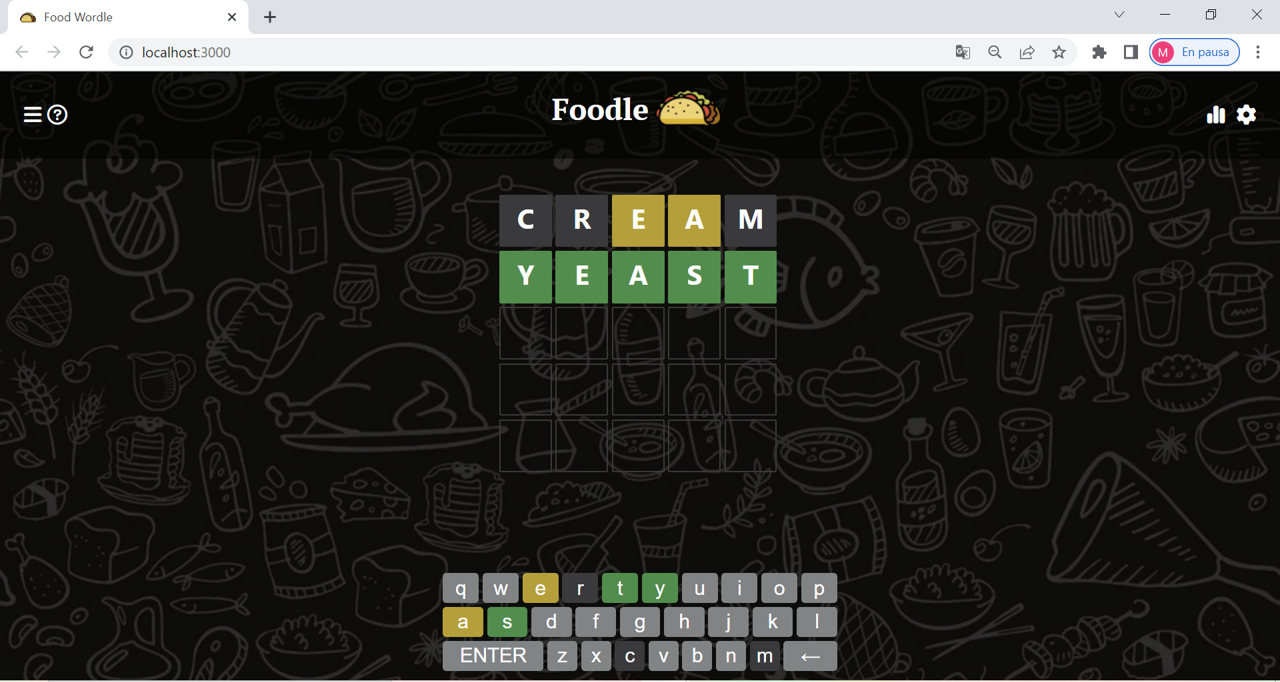 Food Wordle
localhost:3000
M En pausa
Foodle
C R E A M
Y E A S T
q w e r t y u i o p
a s d f g h j k l
ENTER z x c v b n m ←